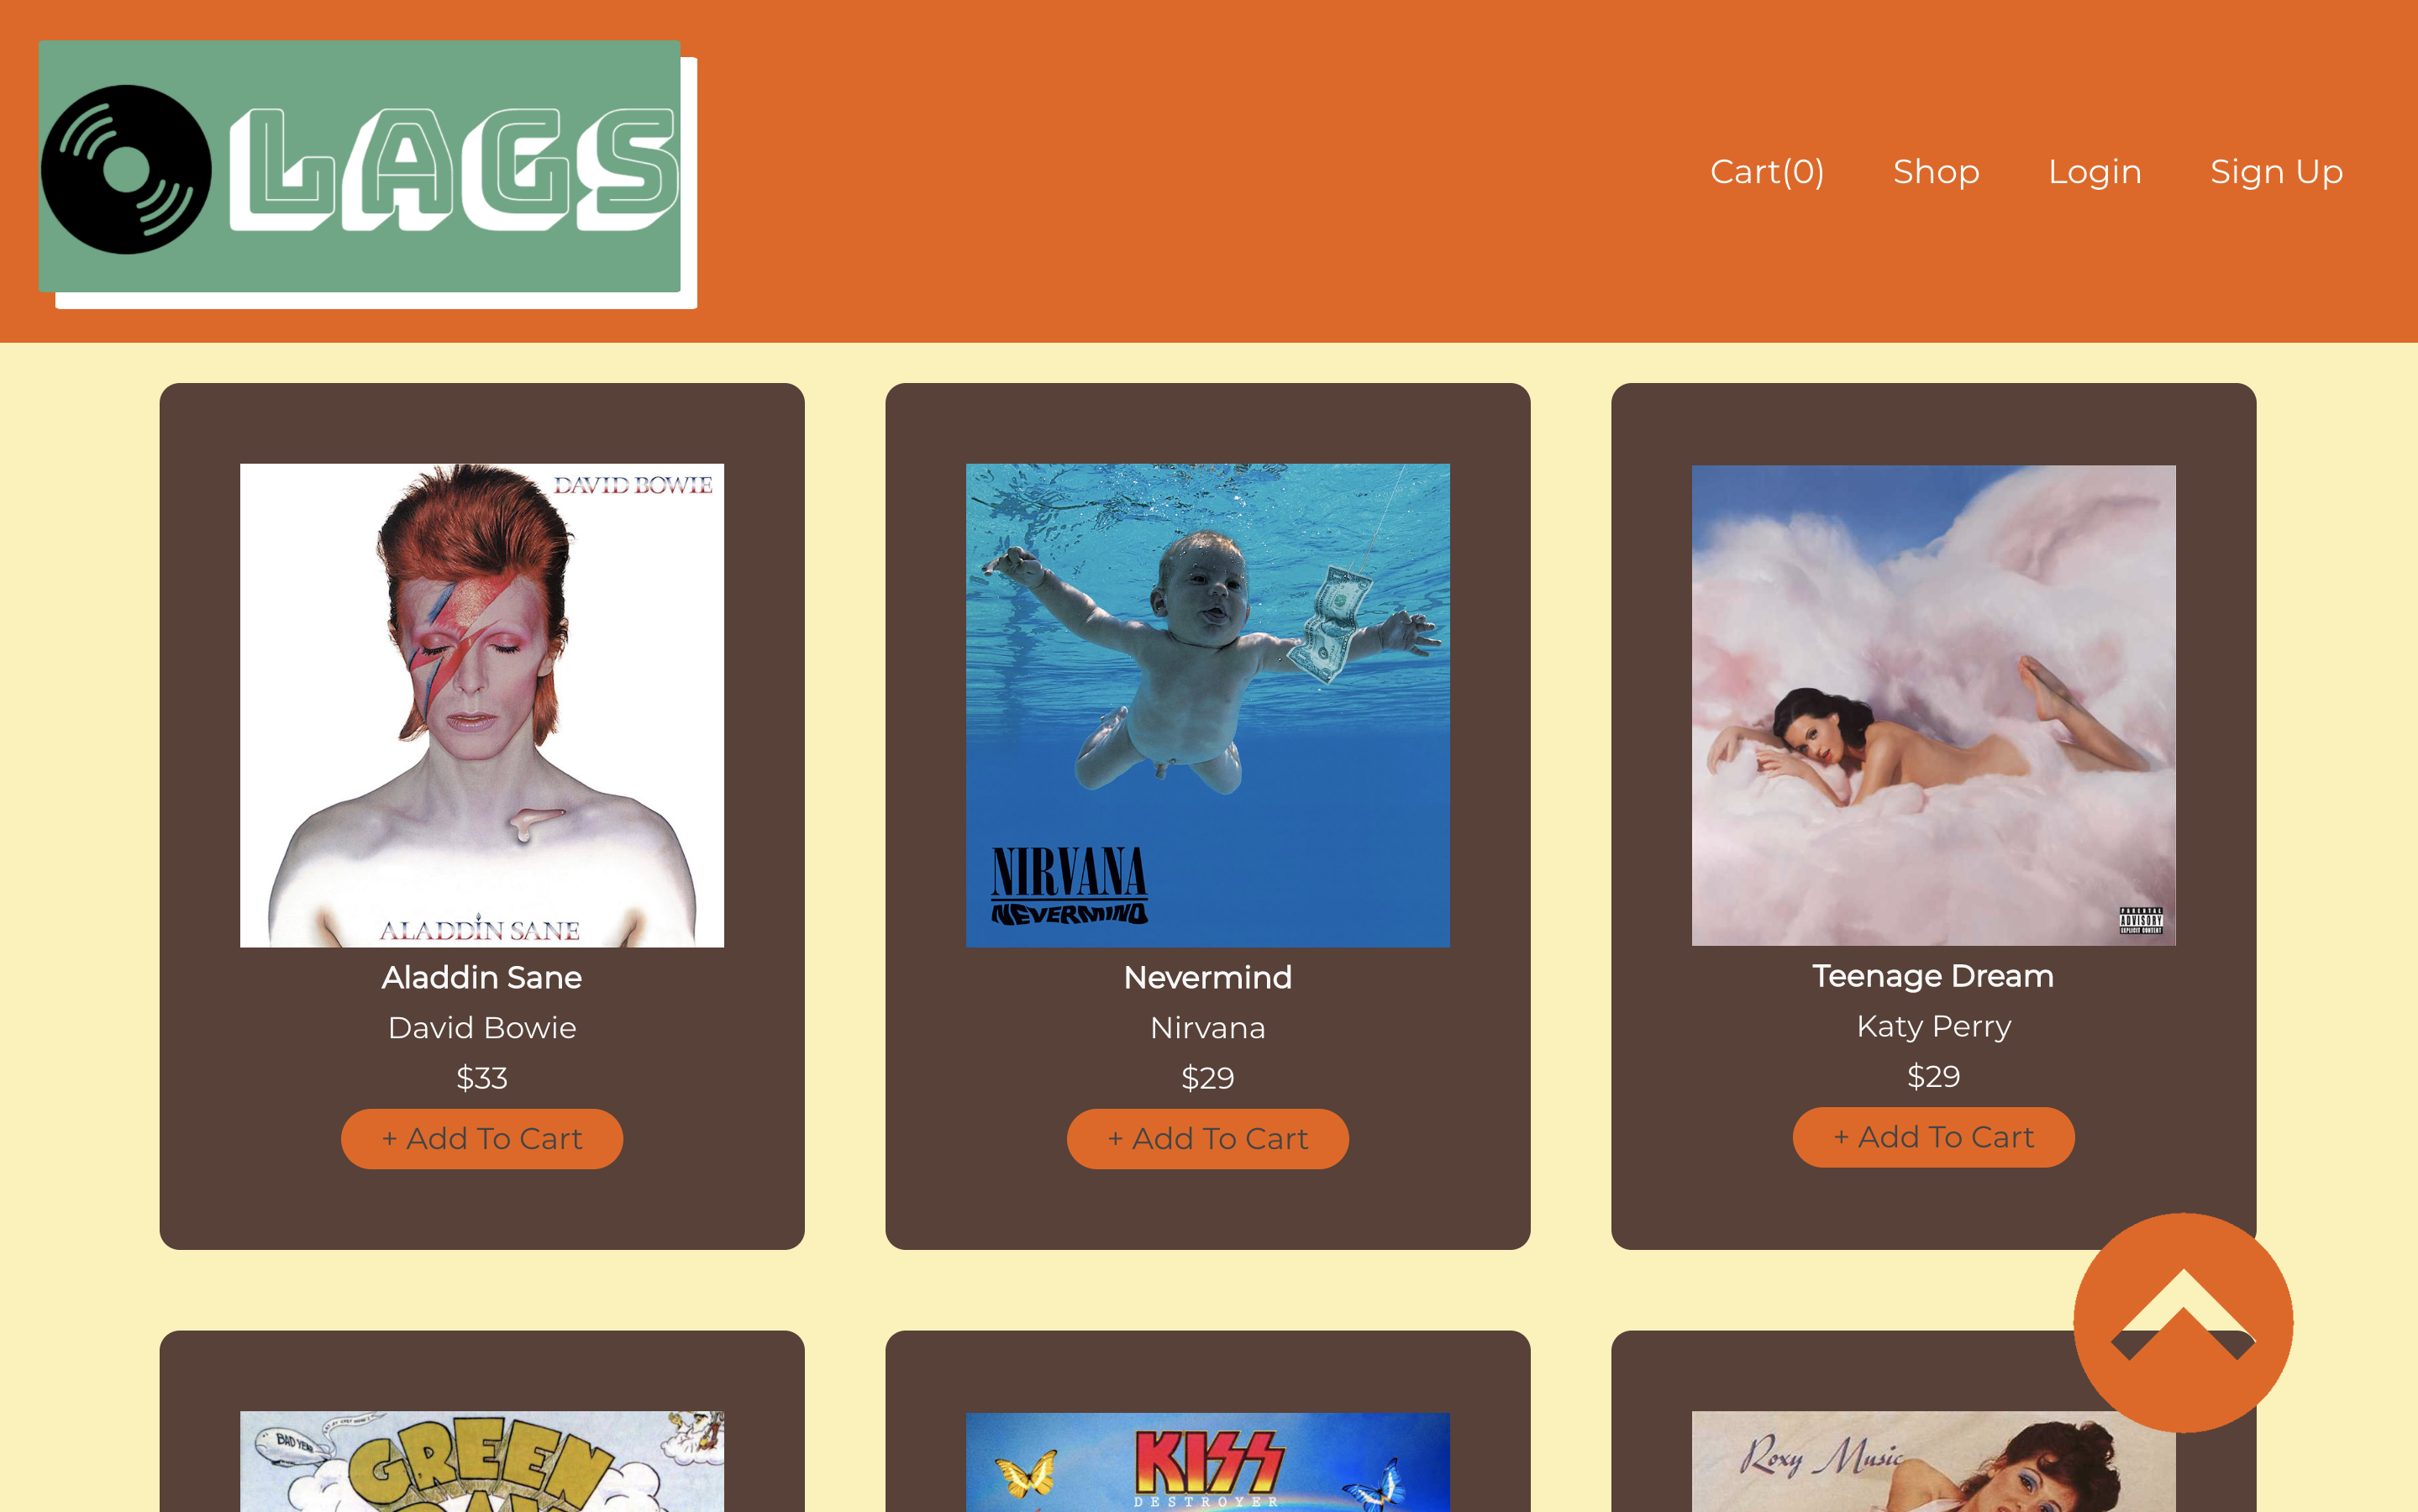 LAGS
Cart(0) Shop Login Sign Up
DAVID BOWIE
ALADDIN SANE
Aladdin Sane
David Bowie
$33
+ Add To Cart
NIRVANA
NEVERMIND
Nevermind
Nirvana
$29
+ Add To Cart
PARENTAL
ADVISORY
EXPLICIT CONTENT
Teenage Dream
Katy Perry
$29
+ Add To Cart
BAD YEAR
GREEN
KISS
DESTROYER
Roxy Music